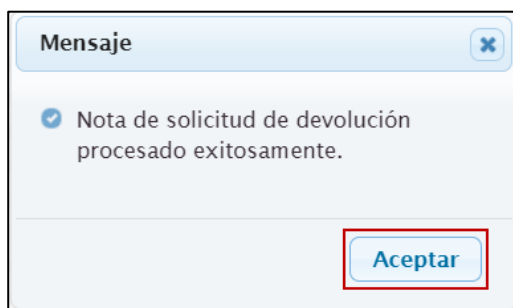 Mensaje
Nota de solicitud de devolución
procesado exitosamente.
Aceptar